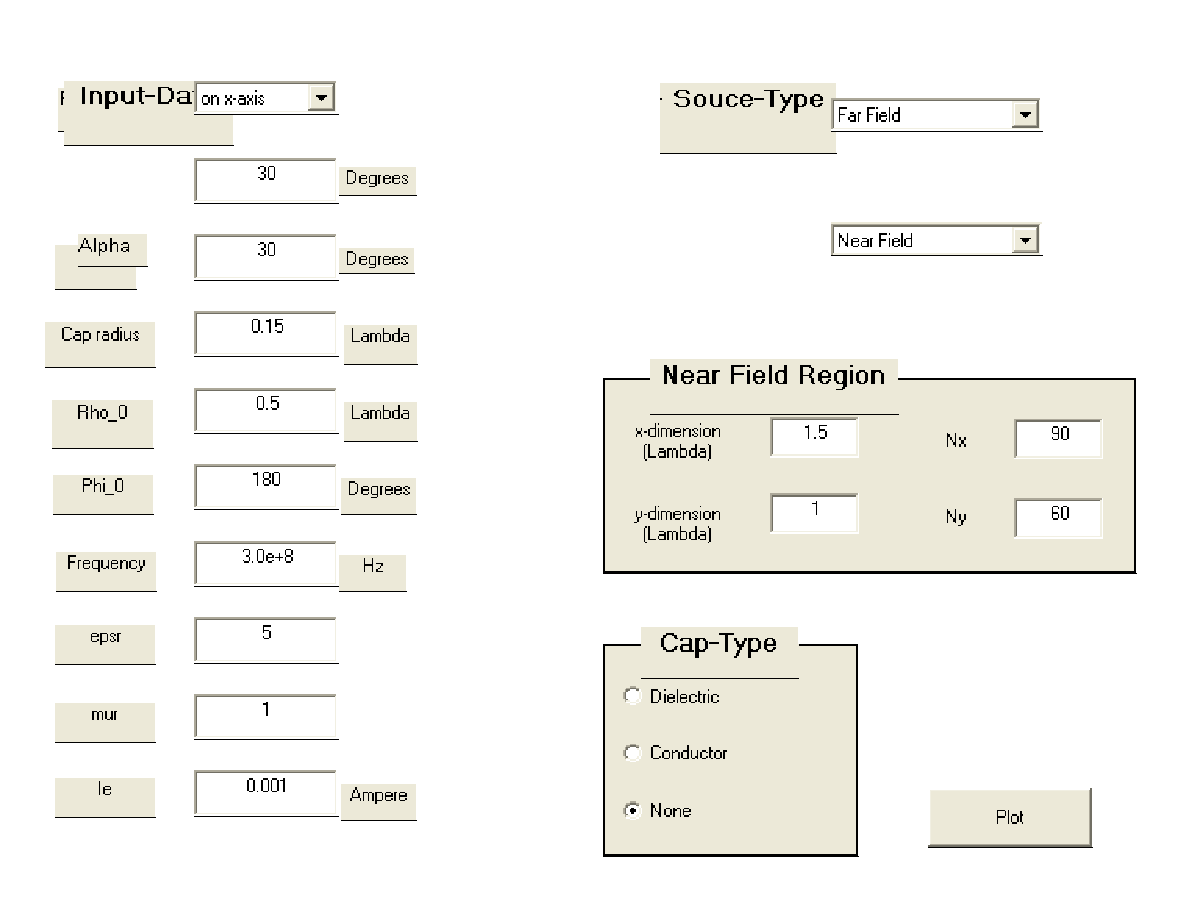 Input-Da
on x-axis
30
Degrees
Alpha
30
Degrees
Cap radius
0.15
Lambda
Rho_0
0.5
Lambda
Phi_0
180
Degrees
Frequency
3.0e+8
Hz
epsr
5
mur
1
Ie
0.001
Ampere
Souce-Type
Far Field
Near Field
Near Field Region
x-dimension
(Lambda)
1.5
Nx
90
y-dimension
(Lambda)
1
Ny
60
Cap-Type
Dielectric
Conductor
None
Plot